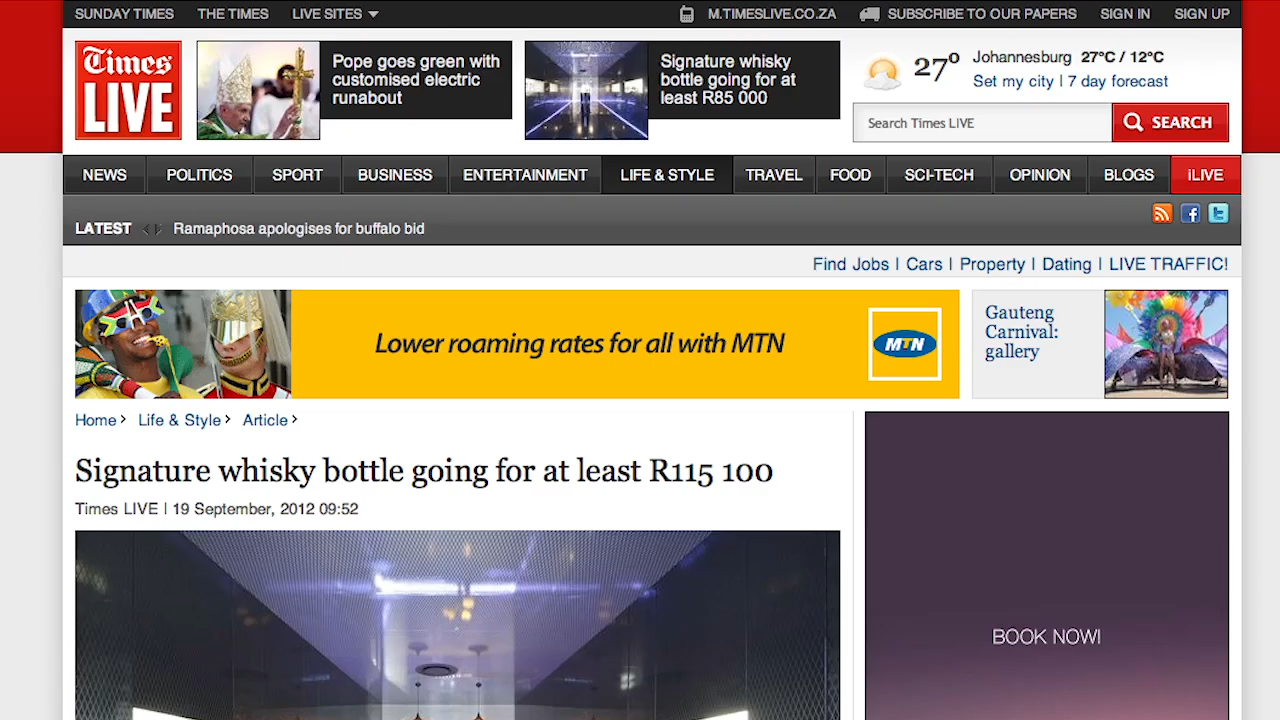 SUNDAY TIMES THE TIMES LIVE SITES M.TIMESLIVE.CO.ZA SUBSCRIBE TO OUR PAPERS SIGN IN SIGN UP
Times
LIVE
Pope goes green with
customised electric
runabout
Signature whisky
bottle going for at
least R85 000
27º
Johannesburg 27ºC / 12ºC
Set my city | 7 day forecast
Search Times LIVE
SEARCH
NEWS POLITICS SPORT BUSINESS ENTERTAINMENT LIFE & STYLE TRAVEL FOOD SCI-TECH OPINION BLOGS iLIVE
LATEST Ramaphosa apologises for buffalo bid
Find Jobs | Cars | Property | Dating | LIVE TRAFFIC!
Lower roaming rates for all with MTN
MTN
Gauteng
Carnival:
gallery
Home Life & Style Article
Signature whisky bottle going for at least R115 100
Times LIVE | 19 September, 2012 09:52
BOOK NOW!